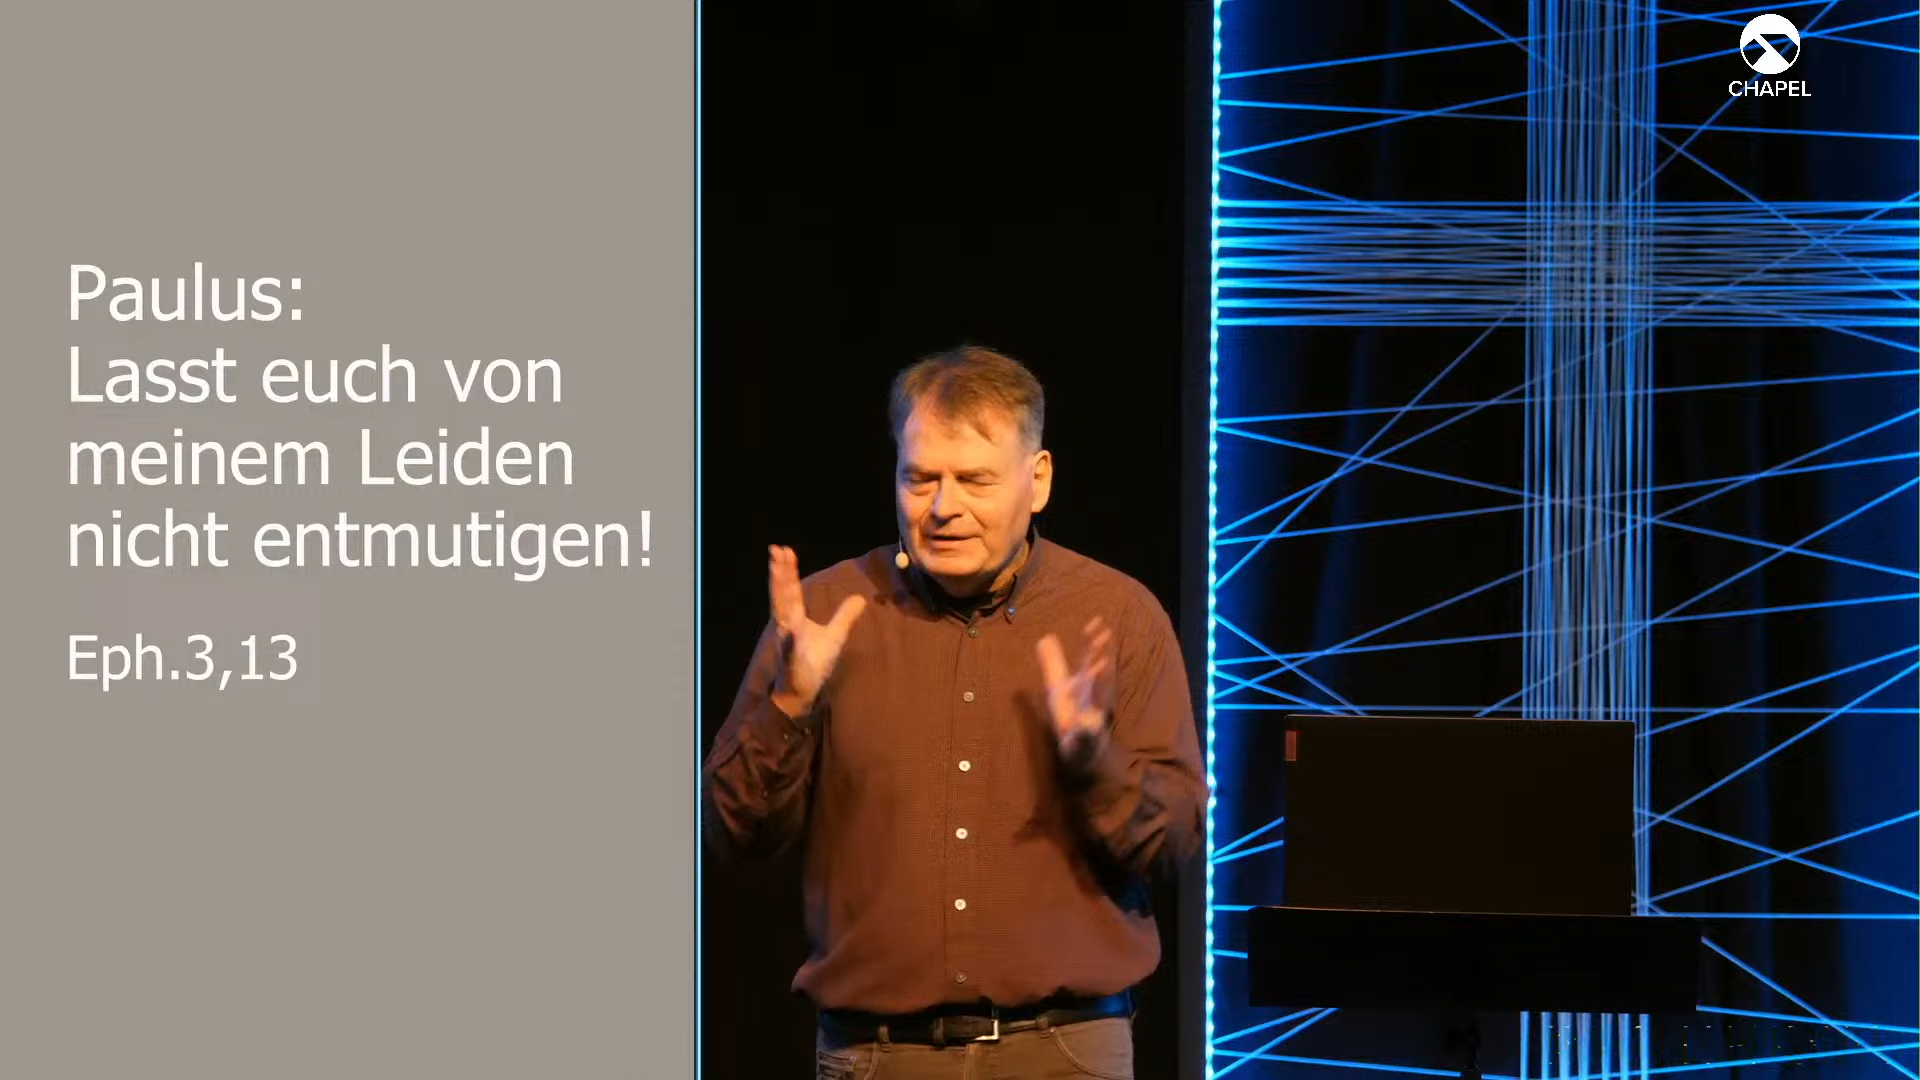 Paulus:
Lasst euch von
meinem Leiden
nicht entmutigen!
Eph.3,13
CHAPEL